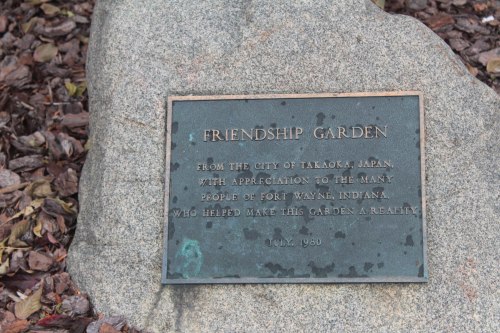 FRIENDSHIP GARDEN
FROM THE CITY OF TAKAOKA, JAPAN,
WITH APPRECIATION TO THE MANY
PEOPLE OF FORT WAYNE, INDIANA,
WHO HELPED MAKE THIS GARDEN A REALITY
JULY, 1980